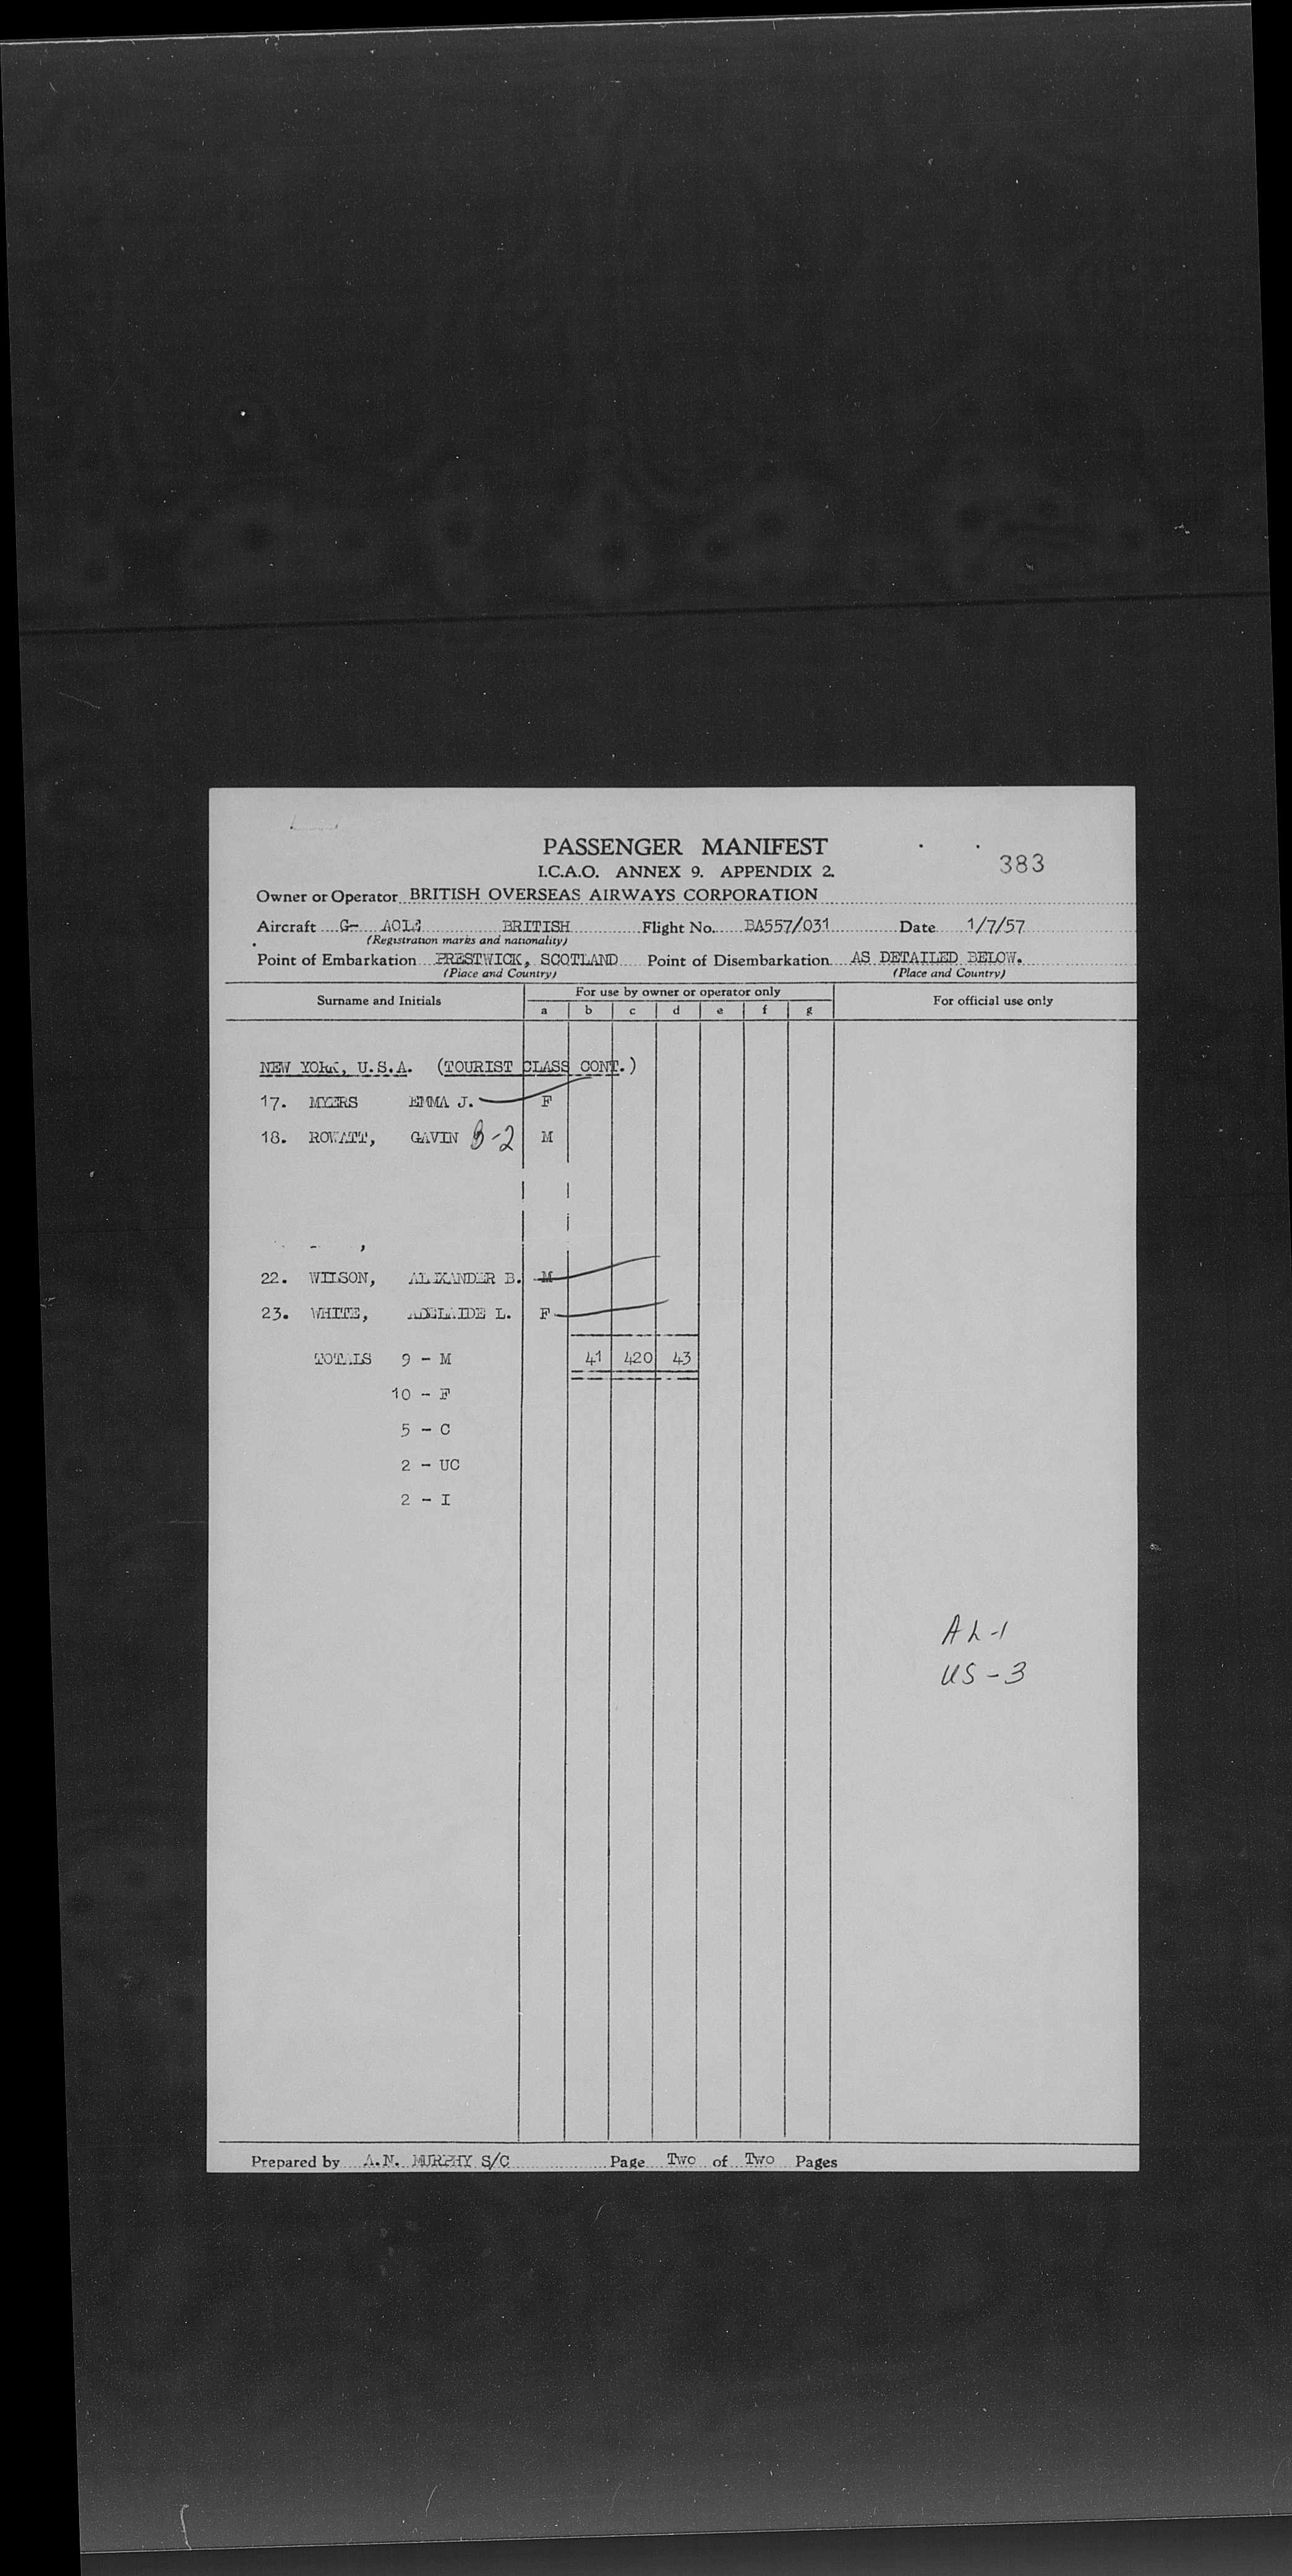 PASSENGER MANIFEST
383
I.C.A.O. ANNEX 9. APPENDIX 2.
Owner or Operator BRITISH OVERSEAS AIRWAYS CORPORATION
Aircraft G- BRITISH Flight No. BA557/031 Date 1/7/57
(Registration marks and nationality)
Point of Embarkation PRESTWICK, SCOTLAND Point of Disembarkation AS DETAILED BELOW.
(Place and Country) (Place and Country)
Surname and Initials For use by owner or operator only For official use only
a b c d e f g
NEW YORK, U.S.A. (TOURIST CLASS CONT.)
17. MYERS EMMA J. F
18. ROWATT, GAVIN B-2 M
22. WILSON, ALEXANDER B. M
23. WHITE, ADELAIDE L. F
TOTALS 9 - M 41 420 43
10 - F
5 - C
2 - UC
2 - I
AL-1
US-3
Prepared by A.N. MURPHY S/C Page Two of Two Pages